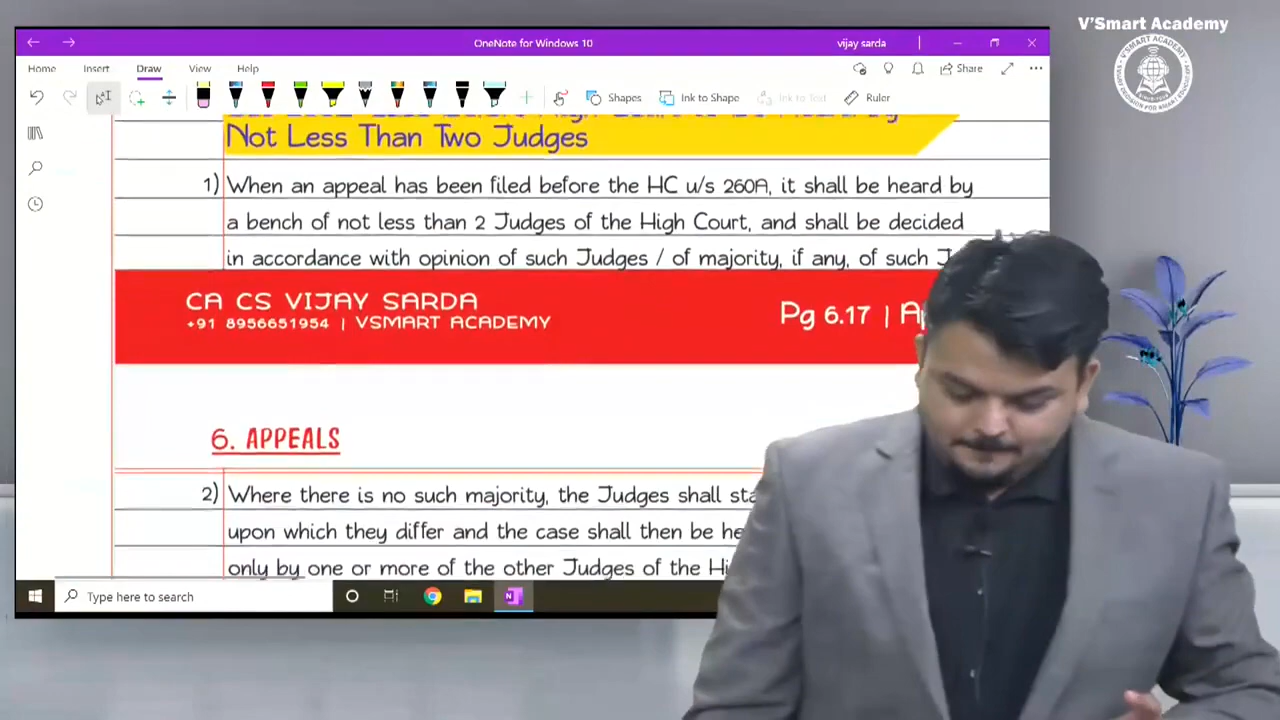 V'Smart Academy
OneNote for Windows 10
vijay sarda
Home Insert Draw View Help
Share
Shapes
Ink to Shape
Ink to Text
Ruler
Not Less Than Two Judges
1) When an appeal has been filed before the HC u/s 260A, it shall be heard by
a bench of not less than 2 Judges of the High Court, and shall be decided
in accordance with opinion of such Judges / of majority, if any, of such J
CA CS VIJAY SARDA
+91 8956651954 | VSMART ACADEMY
Pg 6.17 |
6. APPEALS
2) Where there is no such majority, the Judges shall
upon which they differ and the case shall then be
only by one or more of the other Judges of the
Type here to search